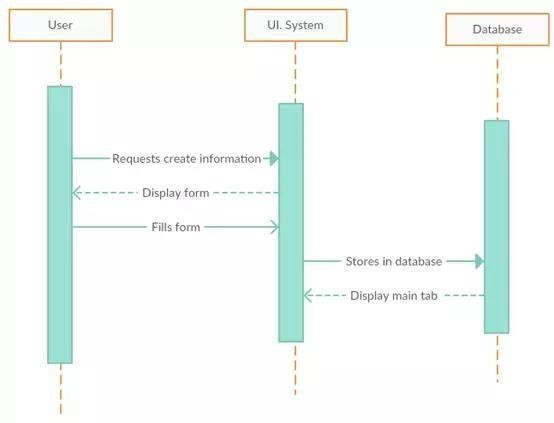 User
UI. System
Database
Requests create information
Display form
Fills form
Stores in database
Display main tab